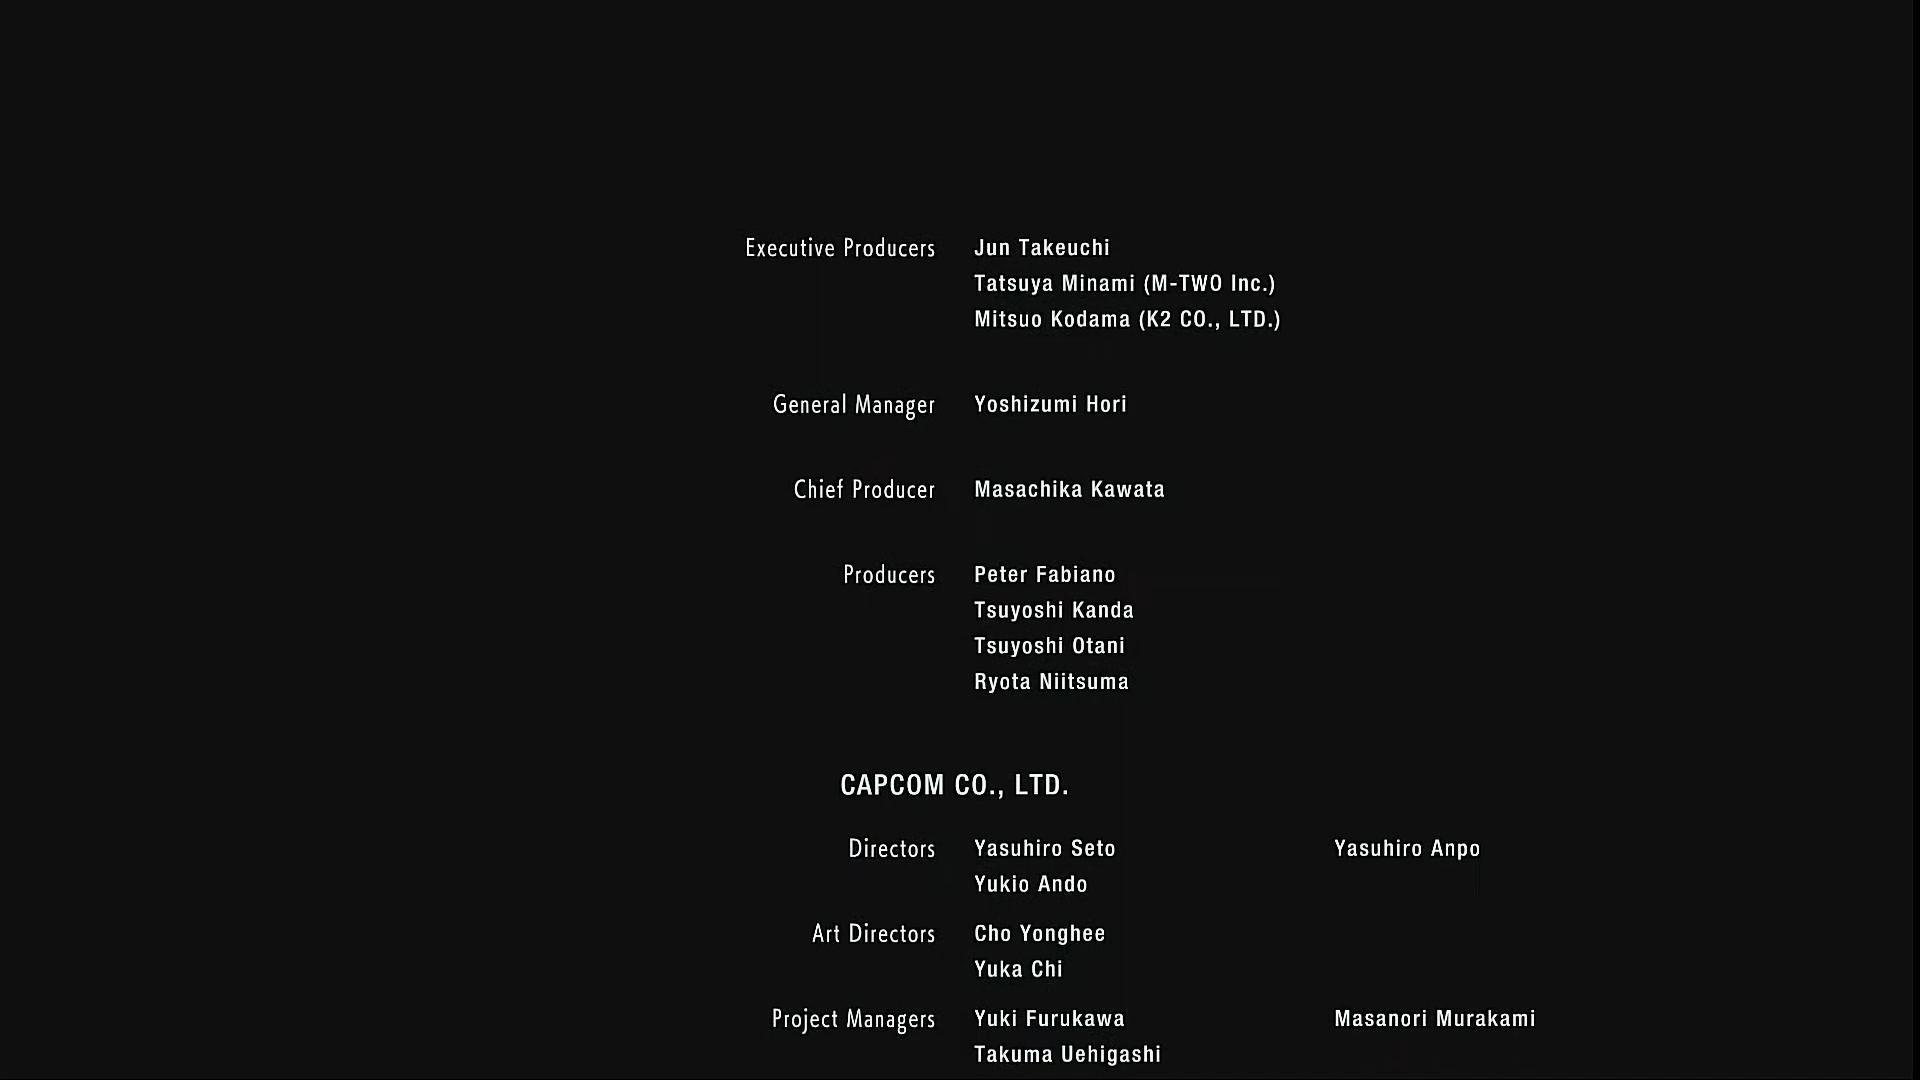 Executive Producers Jun Takeuchi
Tatsuya Minami (M-TWO Inc.)
Mitsuo Kodama (K2 CO., LTD.)
General Manager Yoshizumi Hori
Chief Producer Masachika Kawata
Producers Peter Fabiano
Tsuyoshi Kanda
Tsuyoshi Otani
Ryota Niitsuma
CAPCOM CO., LTD.
Directors Yasuhiro Seto Yasuhiro Anpo
Yukio Ando
Art Directors Cho Yonghee
Yuka Chi
Project Managers Yuki Furukawa Masanori Murakami
Takuma Uehigashi